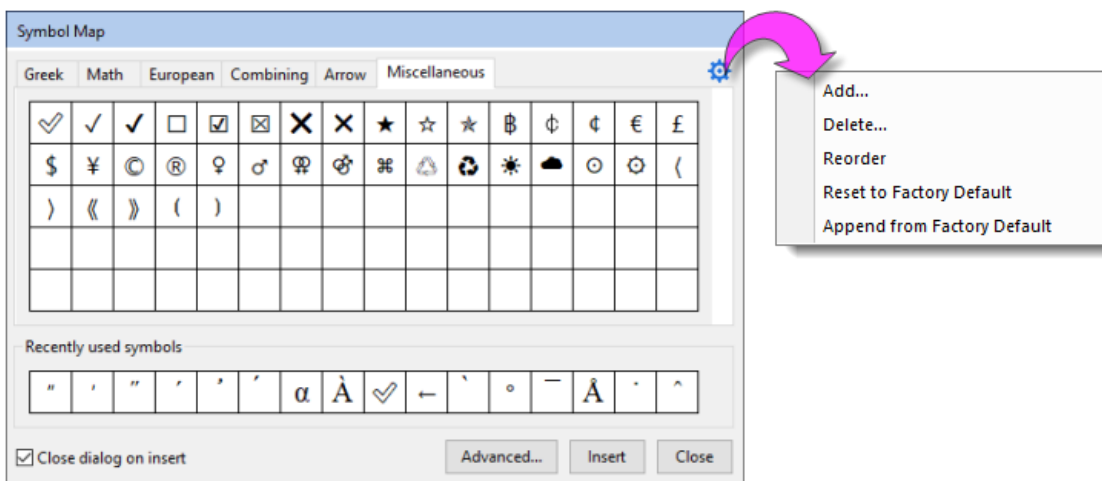 Symbol Map
Greek Math European Combining Arrow Miscellaneous
✓ ✓ ✔ ☐ ☑ ☒ ✖ ✕ ★ ☆ ✯ ฿ ₵ ¢ € £
$ ¥ © ® ♀ ♂ ⚢ ⚣ ⌘ ♲ ♻ ☀ ☁ ⊙ ⛭ ⟨
⟩ ⟪ ⟫ ( )
Recently used symbols
α À ← ° Å
Close dialog on insert
Advanced... Insert Close
Add...
Delete...
Reorder
Reset to Factory Default
Append from Factory Default